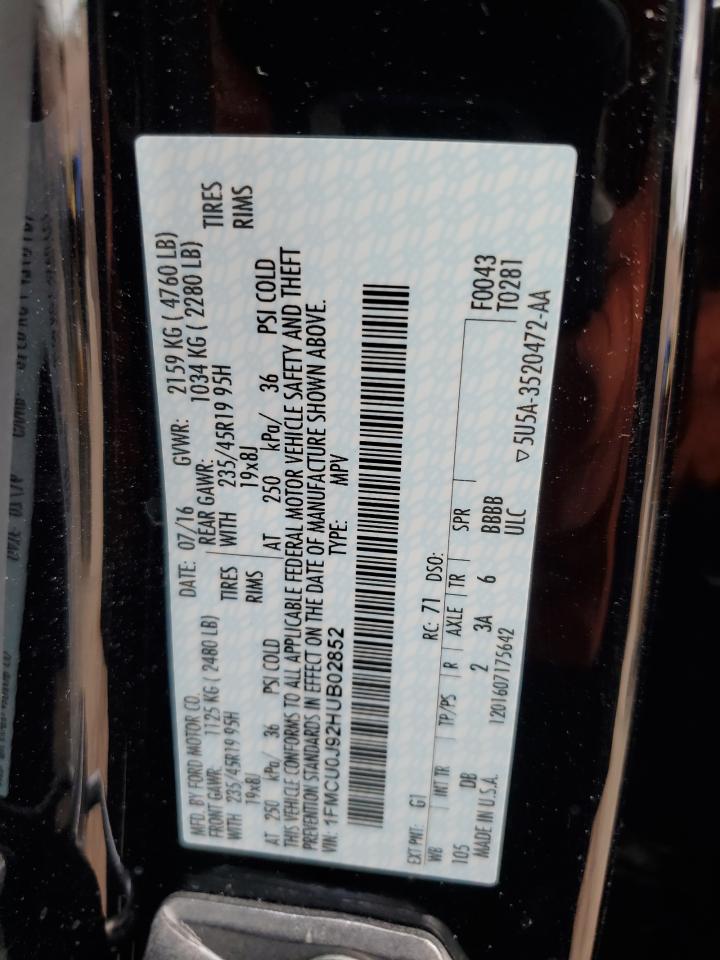 MFD. BY FORD MOTOR CO.
DATE: 07/16 GVWR: 2159 KG ( 4760 LB)
FRONT GAWR: 1125 KG ( 2480 LB) REAR GAWR: 1034 KG ( 2280 LB)
WITH 235/45R19 95H TIRES WITH 235/45R19 95H TIRES
19x8J RIMS 19x8J RIMS
AT 250 kPa/ 36 PSI COLD AT 250 kPa/ 36 PSI COLD
THIS VEHICLE CONFORMS TO ALL APPLICABLE FEDERAL MOTOR VEHICLE SAFETY AND THEFT
PREVENTION STANDARDS IN EFFECT ON THE DATE OF MANUFACTURE SHOWN ABOVE.
VIN: 1FMCU0J92HUB02852 TYPE: MPV
EXT PNT: G1 RC: 71 DSO:
WB INT TR TP/PS R AXLE TR SPR F0043
105 DB 2 3A 6 BBBB T0281
MADE IN U.S.A. 1201607175642 ULC
▽5U5A-3520472-AA